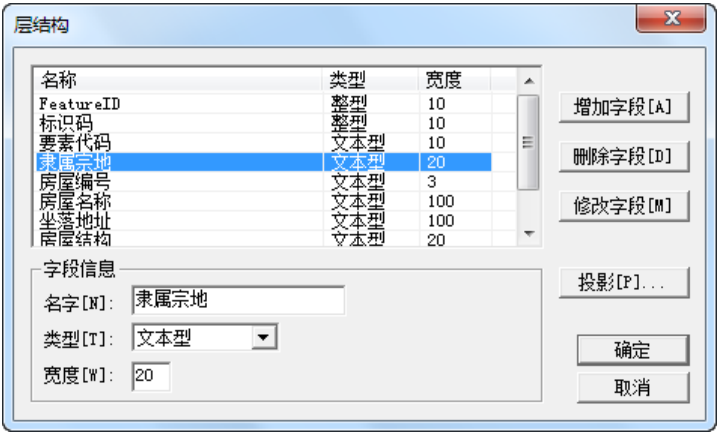 层结构
名称 类型 宽度
FeatureID 整型 10
标识码 整型 10
要素代码 文本型 10
隶属宗地 文本型 20
房屋编号 文本型 3
房屋名称 文本型 100
坐落地址 文本型 100
房屋结构 文本型 20
增加字段[A]
删除字段[D]
修改字段[M]
投影[P]...
确定
取消
字段信息
名字[N]: 隶属宗地
类型[T]: 文本型
宽度[W]: 20